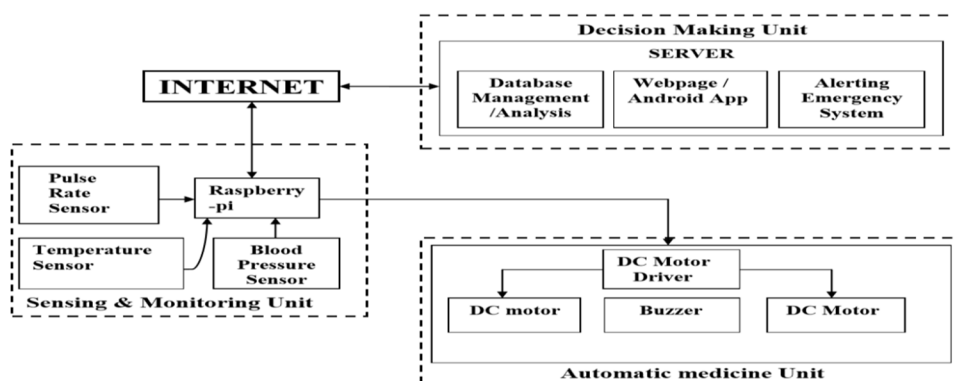 Decision Making Unit
SERVER
Database
Management
/Analysis
Webpage /
Android App
Alerting
Emergency
System
INTERNET
Pulse
Rate
Sensor
Raspberry
-pi
Temperature
Sensor
Blood
Pressure
Sensor
Sensing & Monitoring Unit
DC Motor
Driver
DC motor
Buzzer
DC Motor
Automatic medicine Unit